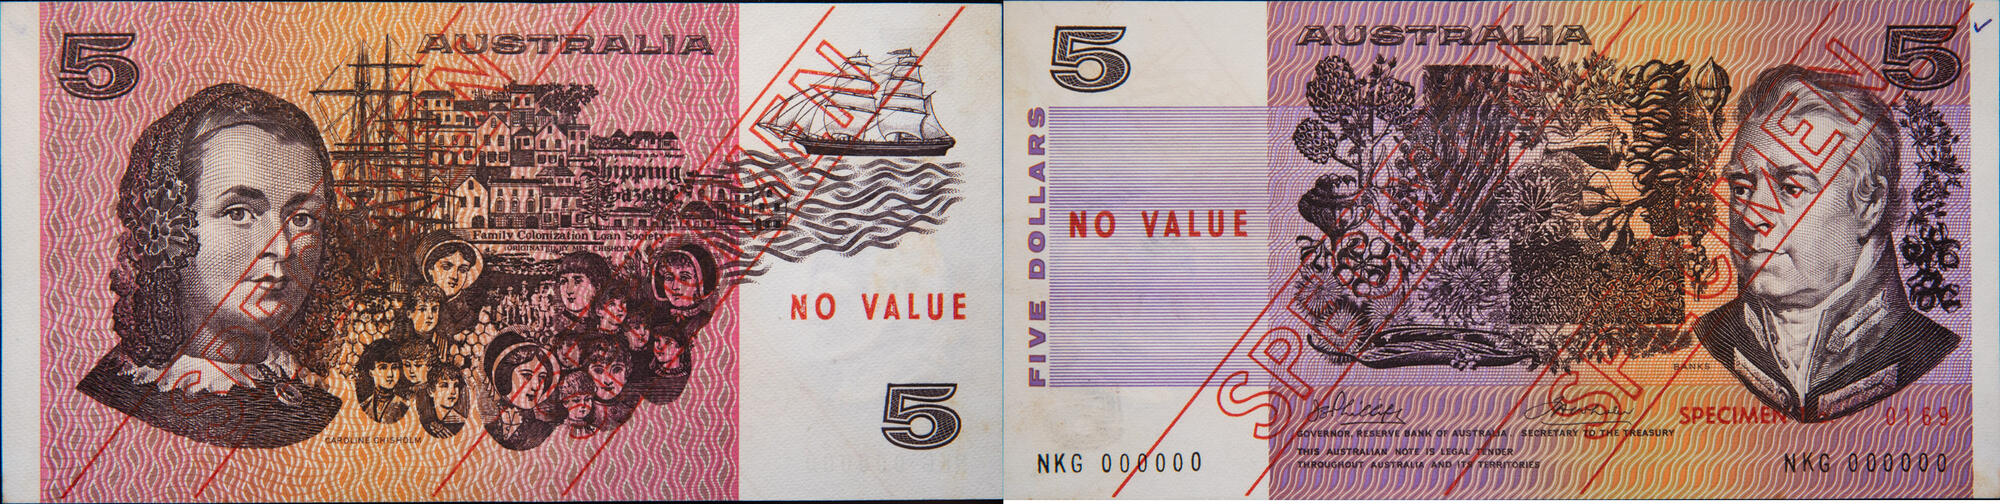 5
AUSTRALIA
SPECIMEN
SPECIMEN
Shipping
Gazette
Family Colonization Loan Society
ORIGINATED BY MRS CHISHOLM
NO VALUE
CAROLINE CHISHOLM
5
5
AUSTRALIA
5
FIVE DOLLARS
NO VALUE
SPECIMEN
SPECIMEN
BANKS
SPECIMEN No. 0169
GOVERNOR, RESERVE BANK OF AUSTRALIA. SECRETARY TO THE TREASURY
THIS AUSTRALIAN NOTE IS LEGAL TENDER
THROUGHOUT AUSTRALIA AND ITS TERRITORIES
NKG 000000
NKG 000000